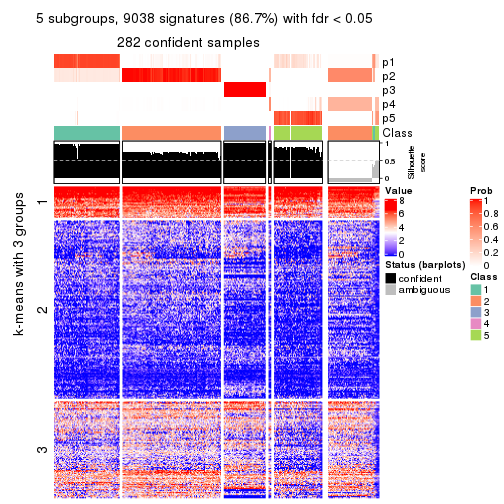 5 subgroups, 9038 signatures (86.7%) with fdr < 0.05
282 confident samples
p1
p2
p3
p4
p5
Class
1
0.5
0
Silhouette
score
k-means with 3 groups
1
2
3
Value
8
6
4
2
0
Status (barplots)
confident
ambiguous
Prob
1
0.8
0.6
0.4
0.2
0
Class
1
2
3
4
5